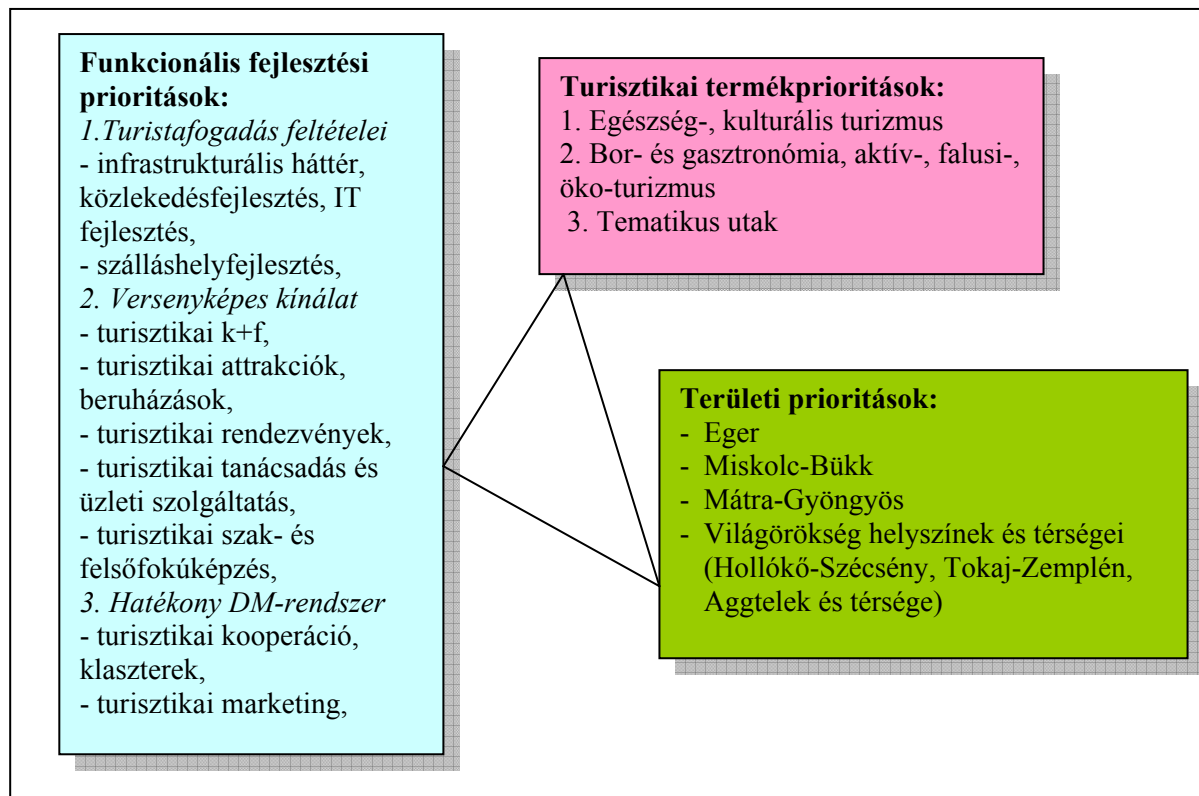 Funkcionális fejlesztési
prioritások:
1.Turistafogadás feltételei
- infrastrukturális háttér,
közlekedésfejlesztés, IT
fejlesztés,
- szálláshelyfejlesztés,
2. Versenyképes kínálat
- turisztikai k+f,
- turisztikai attrakciók,
beruházások,
- turisztikai rendezvények,
- turisztikai tanácsadás és
üzleti szolgáltatás,
- turisztikai szak- és
felsőfokúképzés,
3. Hatékony DM-rendszer
- turisztikai kooperáció,
klaszterek,
- turisztikai marketing,
Turisztikai termékprioritások:
1. Egészség-, kulturális turizmus
2. Bor- és gasztronómia, aktív-, falusi-,
öko-turizmus
3. Tematikus utak
Területi prioritások:
- Eger
- Miskolc-Bükk
- Mátra-Gyöngyös
- Világörökség helyszínek és térségei
(Hollókő-Szécsény, Tokaj-Zemplén,
Aggtelek és térsége)